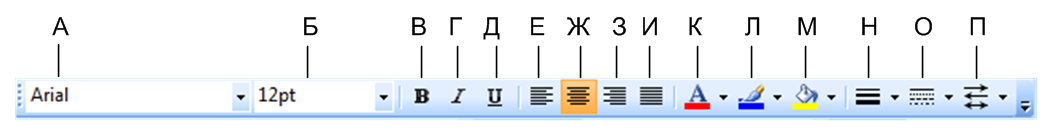 А Б В Г Д Е Ж З И К Л М Н О П
Arial 12pt B I U A